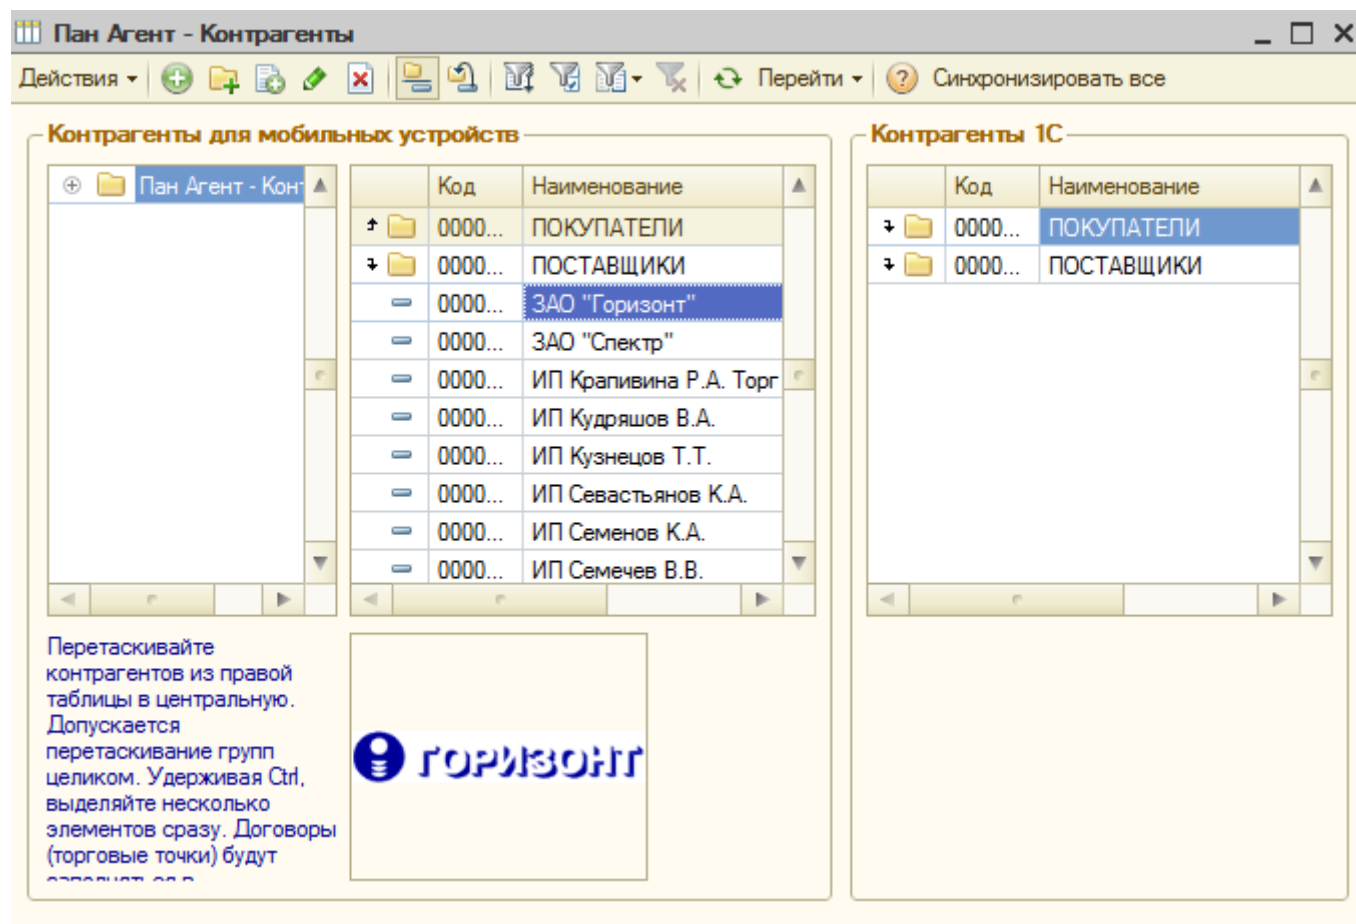 Пан Агент - Контрагенты
Действия Перейти Синхронизировать все
Контрагенты для мобильных устройств
Пан Агент - Кон
Код Наименование
0000... ПОКУПАТЕЛИ
0000... ПОСТАВЩИКИ
0000... ЗАО "Горизонт"
0000... ЗАО "Спектр"
0000... ИП Крапивина Р.А. Торг
0000... ИП Кудряшов В.А.
0000... ИП Кузнецов Т.Т.
0000... ИП Севастьянов К.А.
0000... ИП Семенов К.А.
0000... ИП Семечев В.В.
Перетаскивайте
контрагентов из правой
таблицы в центральную.
Допускается
перетаскивание групп
целиком. Удерживая Ctrl,
выделяйте несколько
элементов сразу. Договоры
(торговые точки) будут
ГОРИЗОНТ
Контрагенты 1С
Код Наименование
0000... ПОКУПАТЕЛИ
0000... ПОСТАВЩИКИ